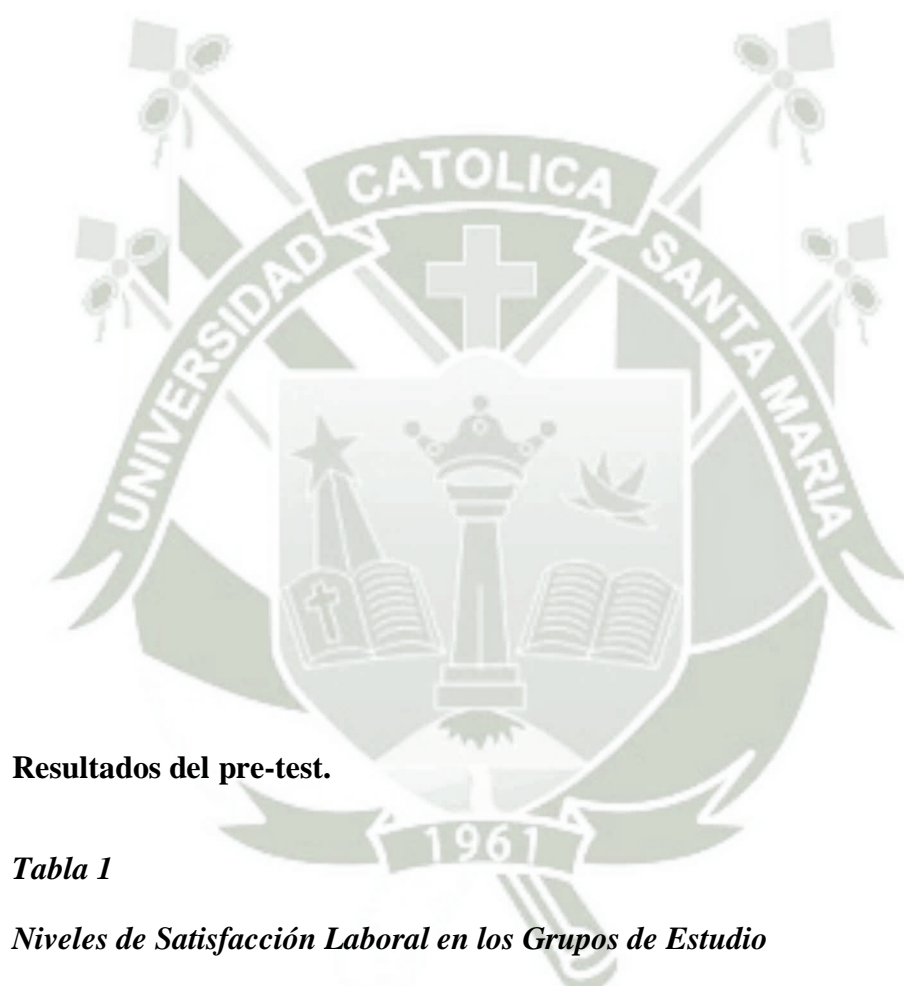 UNIVERSIDAD CATOLICA SANTA MARIA
Resultados del pre-test.
1961
Tabla 1
Niveles de Satisfacción Laboral en los Grupos de Estudio